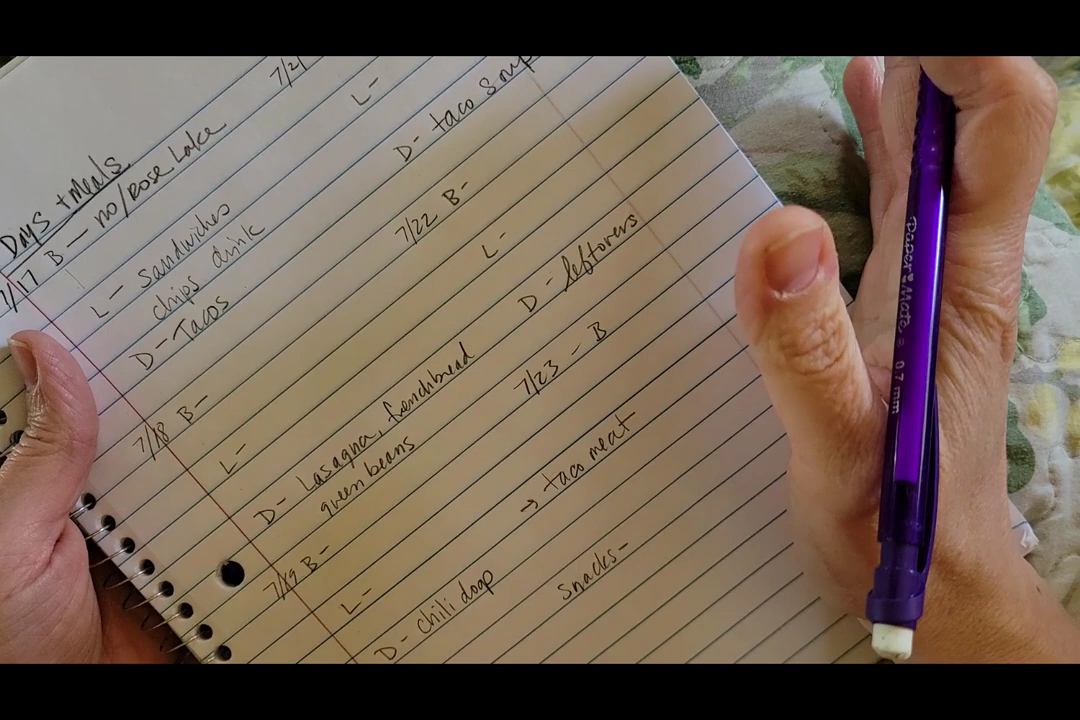 Days + Meals
7/17 B - no/Rose Lake
L - sandwiches
chips drink
D - Tacos
7/18 B-
L-
D - Lasagna, frenchbread
green beans
7/19 B-
L-
D - chili dogp
7/21
L-
D - taco soup
7/22 B-
L-
D - leftovers
7/23 - B
→ taco meat
snacks-
Paper Mate® 0.7 mm